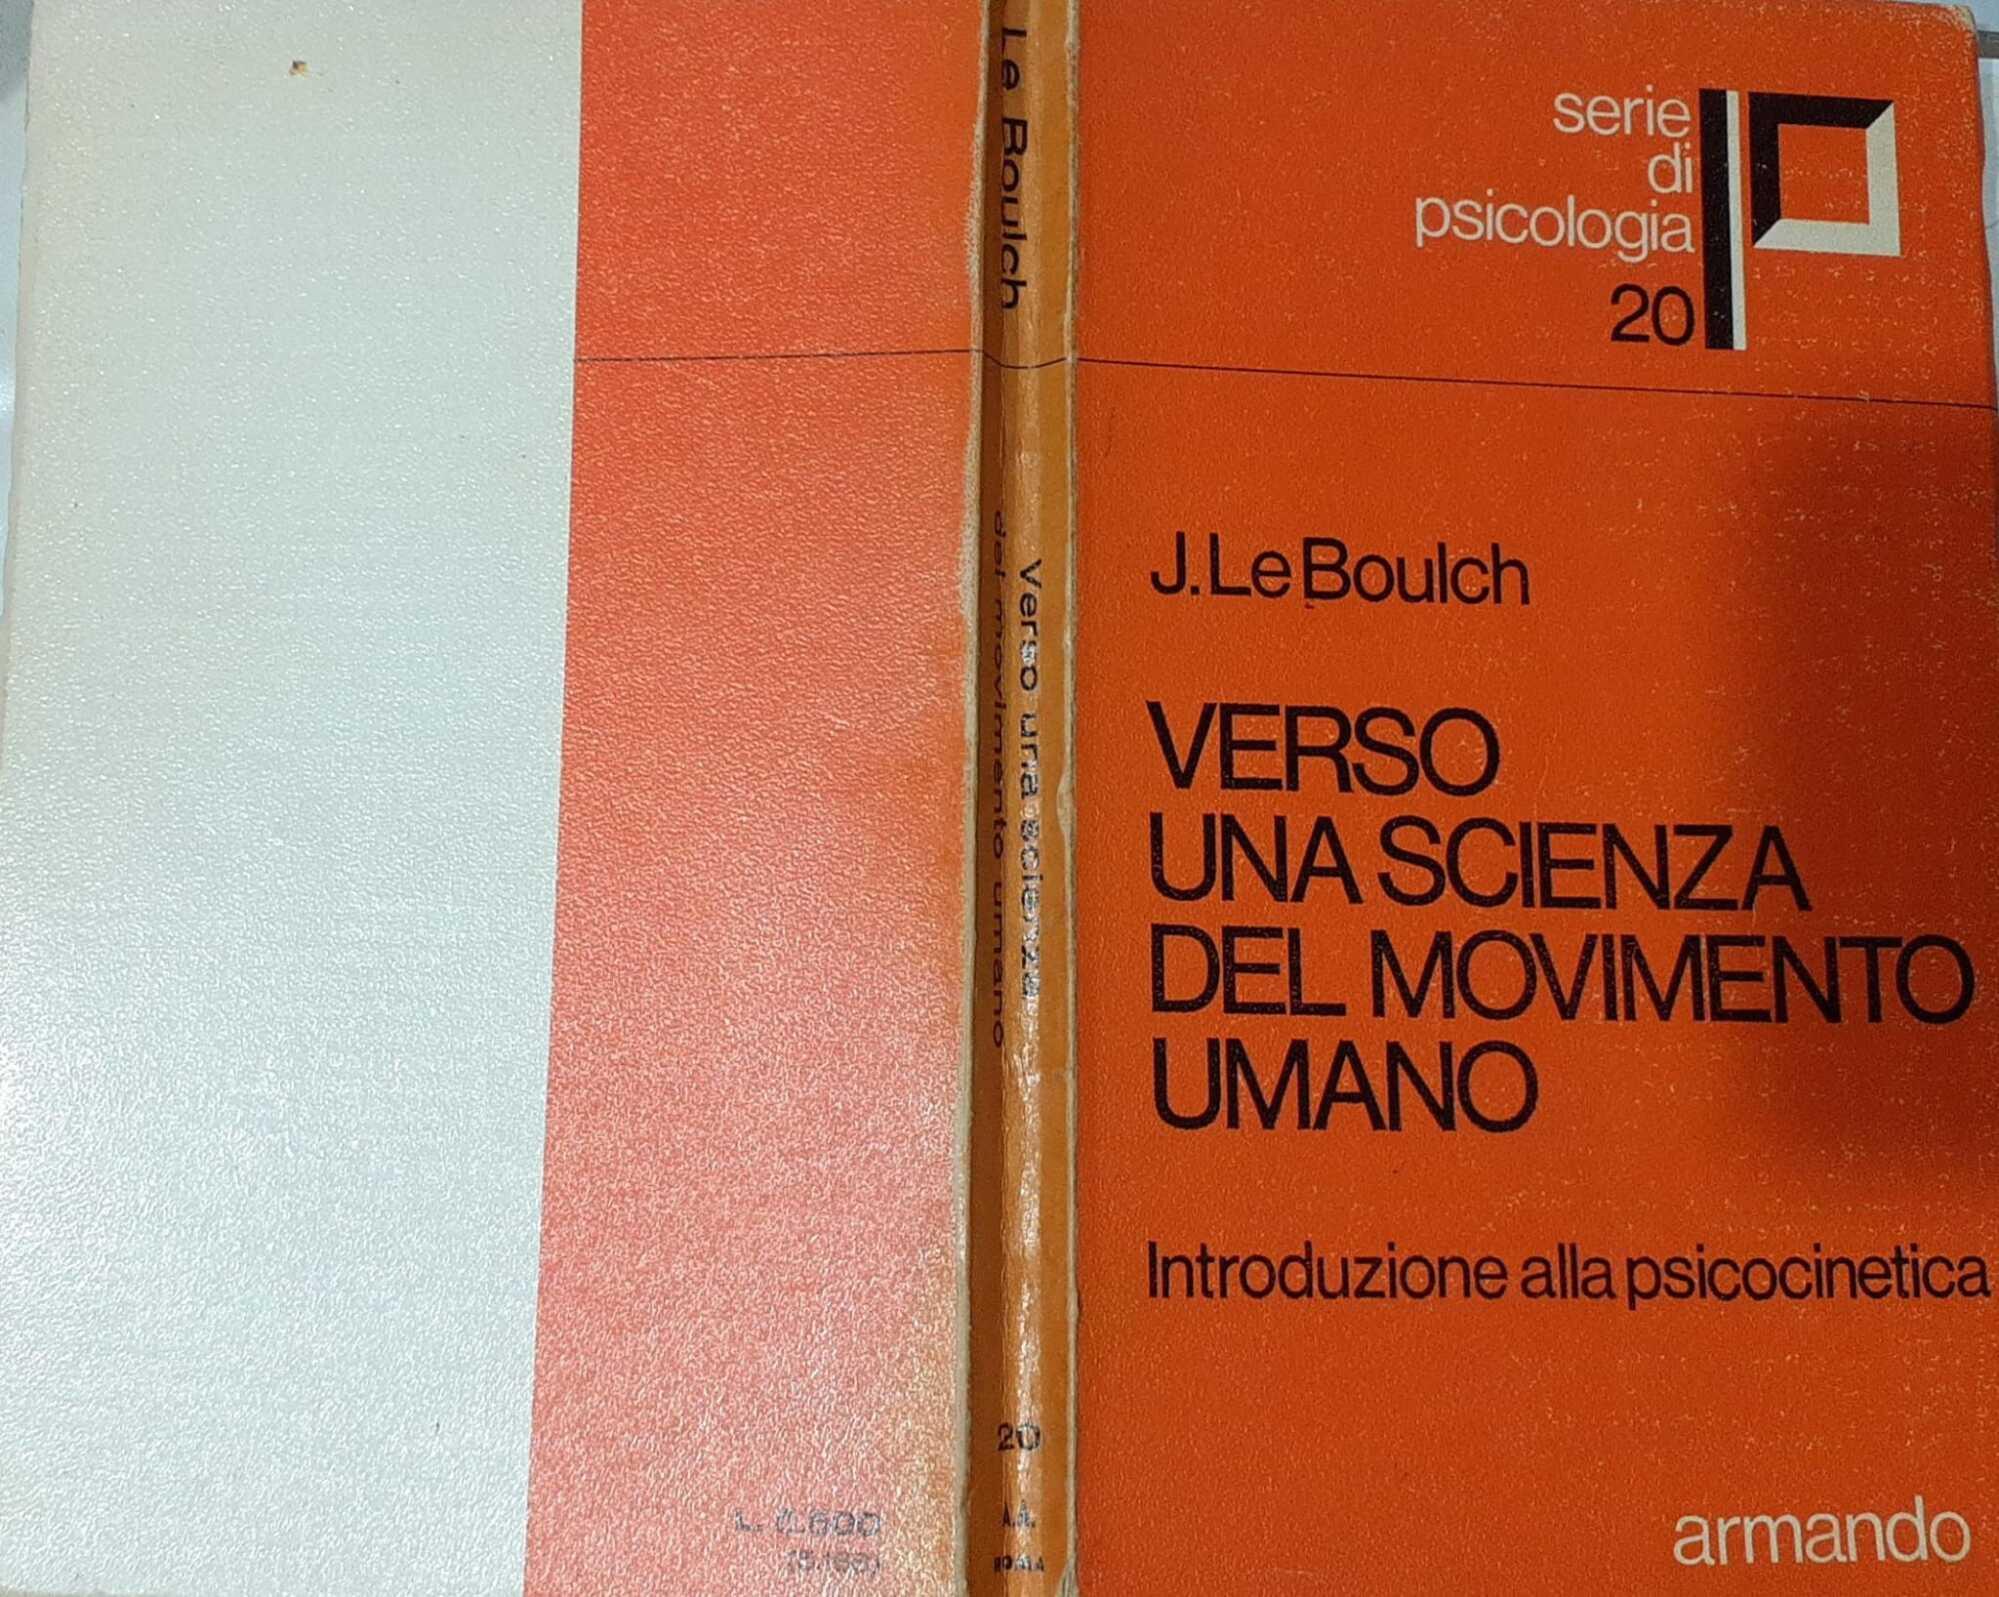 serie
di
psicologia
20
J. Le Boulch
VERSO
UNA SCIENZA
DEL MOVIMENTO
UMANO
Introduzione alla psicocinetica
armando
Le Boulch
Verso una scienza
del movimento umano
20
A.A.
ROMA
L.